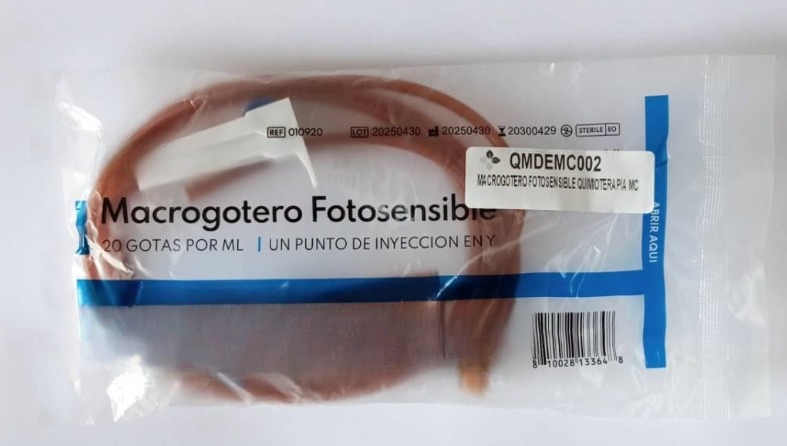 REF 010920 LOT 20250430 20250430 20300429 STERILE EO
QMDEMC002
MACROGOTERO FOTOSENSIBLE QUIMIOTERAPIA MC
Macrogotero Fotosensible
20 GOTAS POR ML | UN PUNTO DE INYECCION EN Y
ABRIR AQUI
8 10028 13364 8